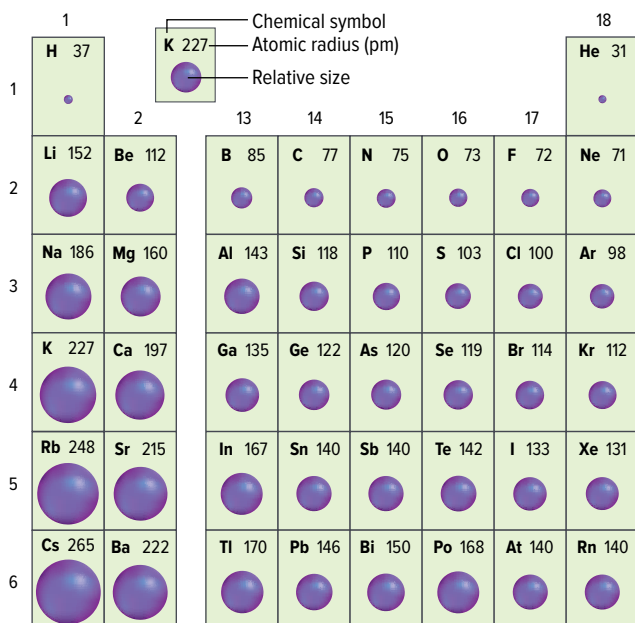 1
18
K 227
Chemical symbol
Atomic radius (pm)
Relative size
H 37
He 31
1
2
13
14
15
16
17
Li 152
Be 112
B 85
C 77
N 75
O 73
F 72
Ne 71
2
Na 186
Mg 160
Al 143
Si 118
P 110
S 103
Cl 100
Ar 98
3
K 227
Ca 197
Ga 135
Ge 122
As 120
Se 119
Br 114
Kr 112
4
Rb 248
Sr 215
In 167
Sn 140
Sb 140
Te 142
I 133
Xe 131
5
Cs 265
Ba 222
Tl 170
Pb 146
Bi 150
Po 168
At 140
Rn 140
6